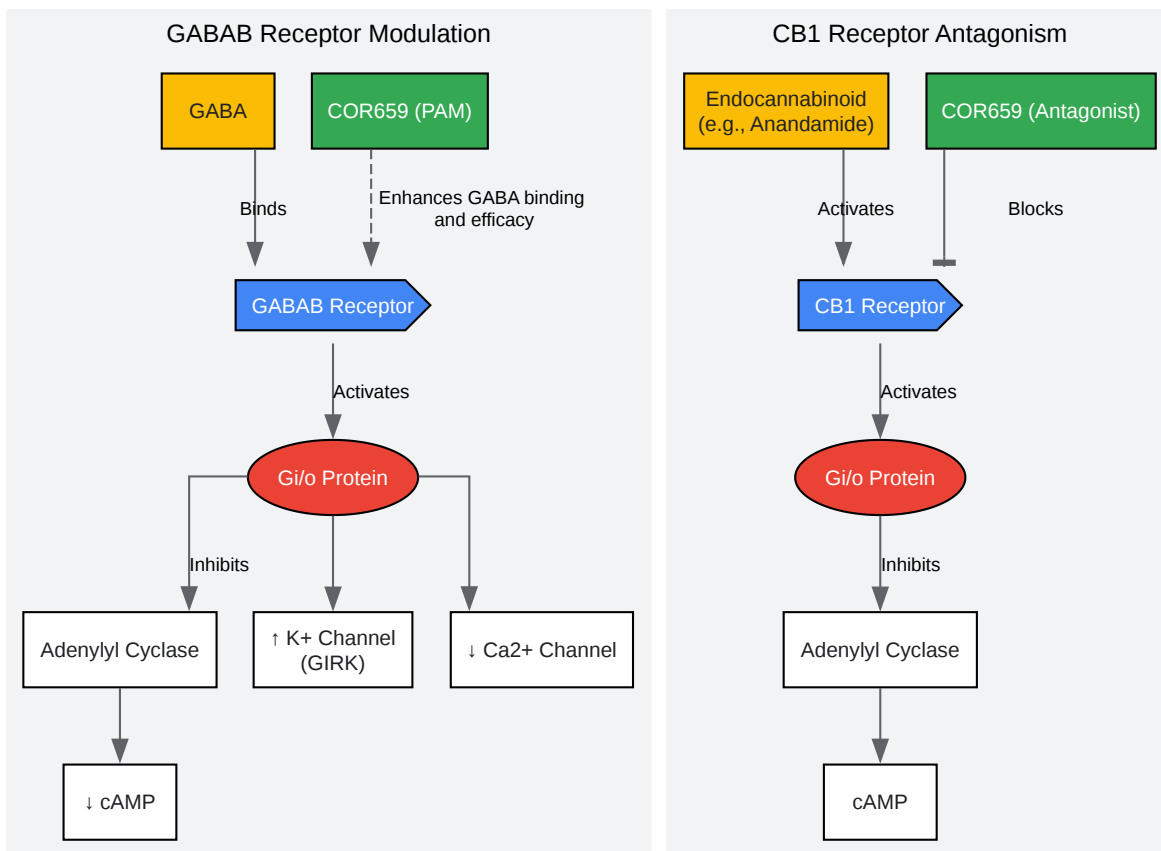 GABAB Receptor Modulation
GABA
COR659 (PAM)
Binds
Enhances GABA binding
and efficacy
GABAB Receptor
Activates
Gi/o Protein
Inhibits
Adenylyl Cyclase
↑ K+ Channel
(GIRK)
↓ Ca2+ Channel
↓ cAMP
CB1 Receptor Antagonism
Endocannabinoid
(e.g., Anandamide)
COR659 (Antagonist)
Activates
Blocks
CB1 Receptor
Activates
Gi/o Protein
Inhibits
Adenylyl Cyclase
cAMP